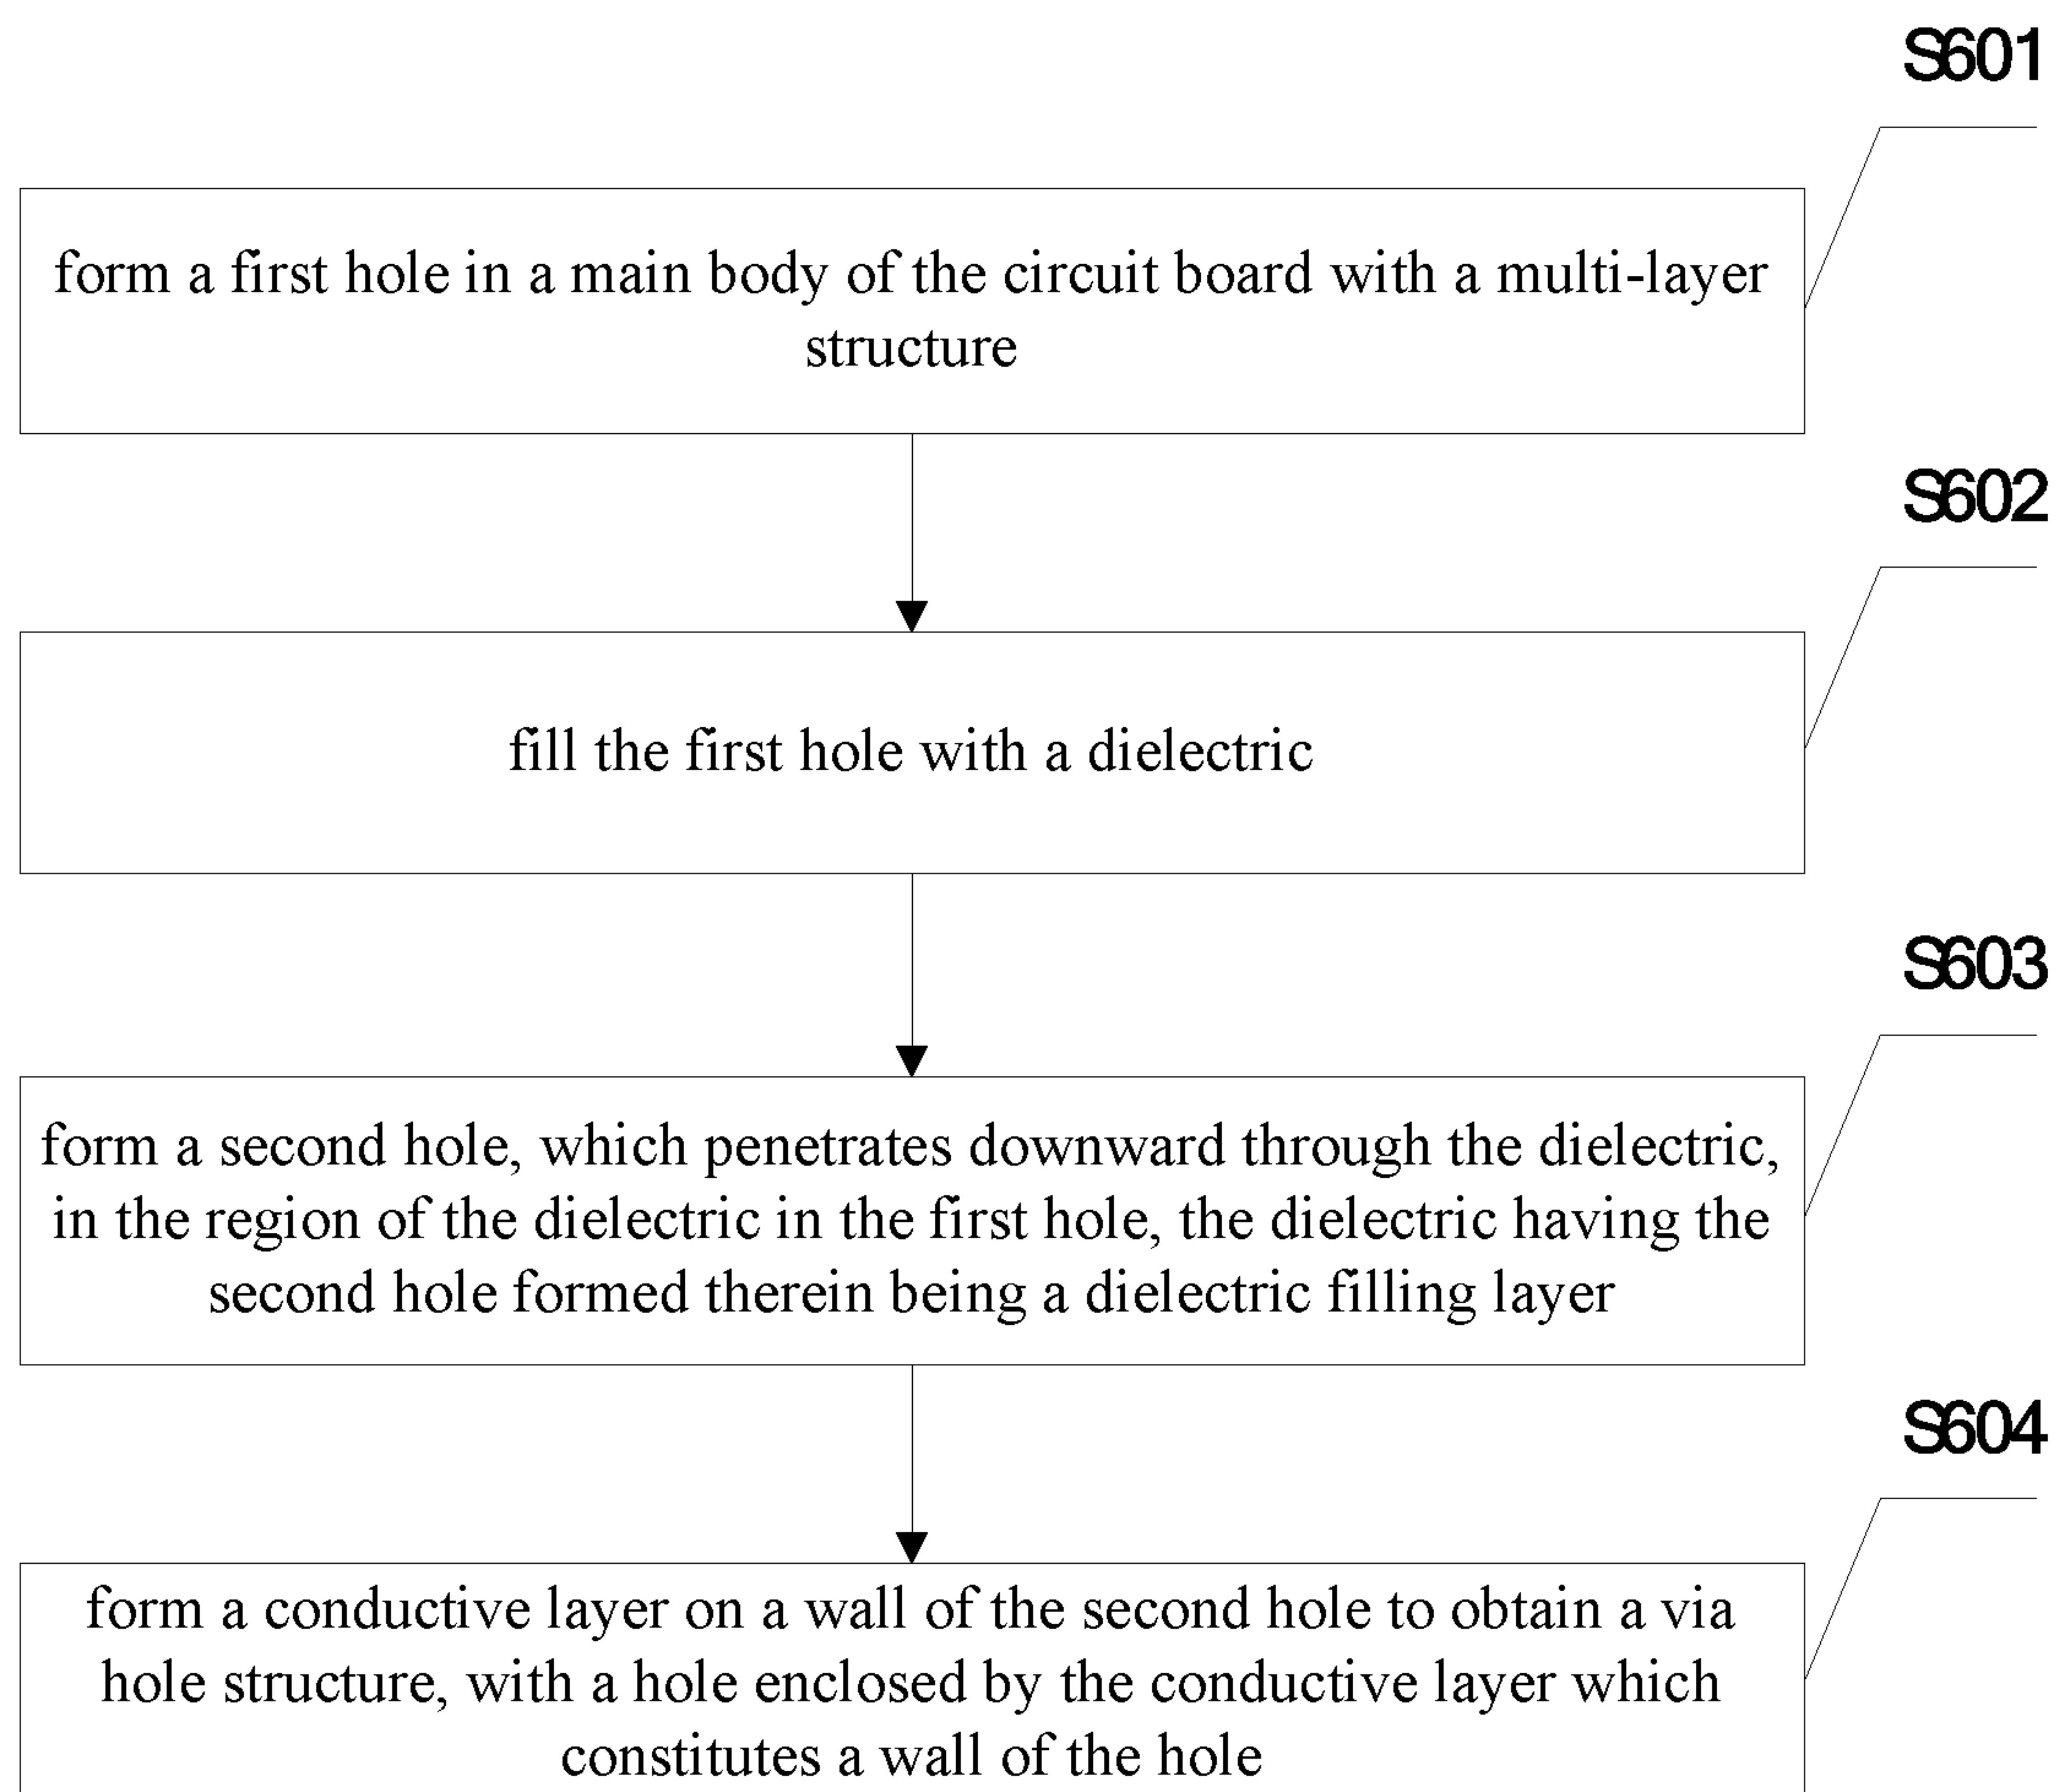 S601
form a first hole in a main body of the circuit board with a multi-layer
structure
S602
fill the first hole with a dielectric
S603
form a second hole, which penetrates downward through the dielectric,
in the region of the dielectric in the first hole, the dielectric having the
second hole formed therein being a dielectric filling layer
S604
form a conductive layer on a wall of the second hole to obtain a via
hole structure, with a hole enclosed by the conductive layer which
constitutes a wall of the hole